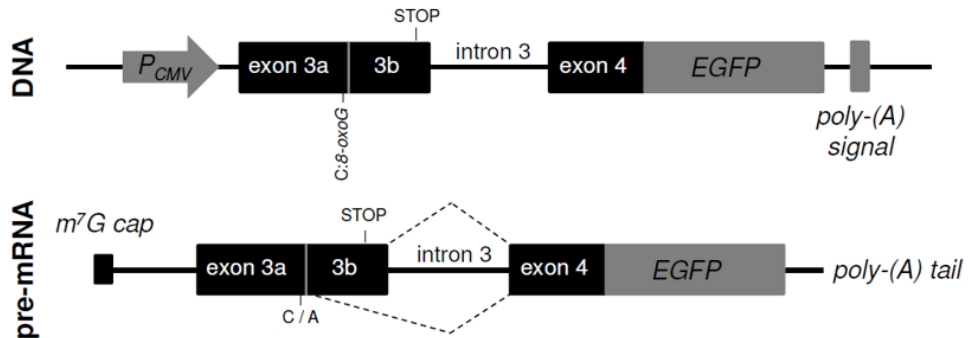 DNA
STOP
P_CMV
exon 3a
3b
intron 3
exon 4
EGFP
C:8-oxoG
poly-(A)
signal
pre-mRNA
m⁷G cap
STOP
exon 3a
3b
intron 3
exon 4
EGFP
poly-(A) tail
C / A